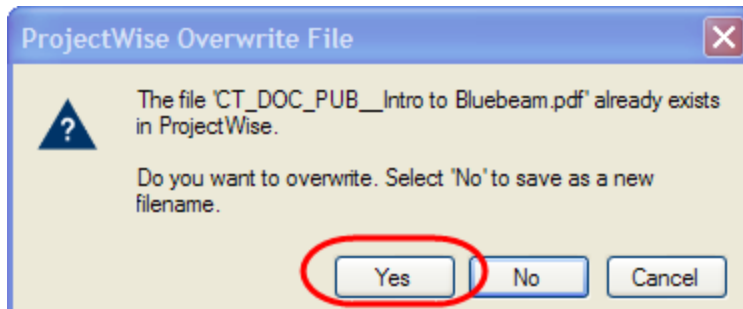 ProjectWise Overwrite File
The file 'CT_DOC_PUB__Intro to Bluebeam.pdf' already exists
in ProjectWise.
?
Do you want to overwrite. Select 'No' to save as a new
filename.
Yes No Cancel